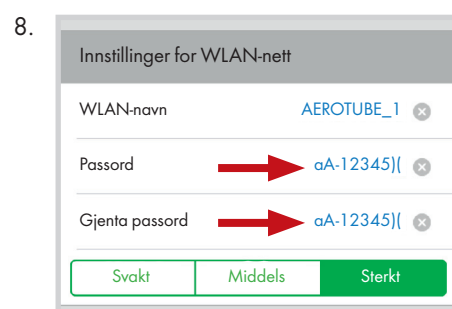 8.
Innstillinger for WLAN-nett
WLAN-navn AEROTUBE_1
Passord aA-12345)(
Gjenta passord aA-12345)(
Svakt Middels Sterkt